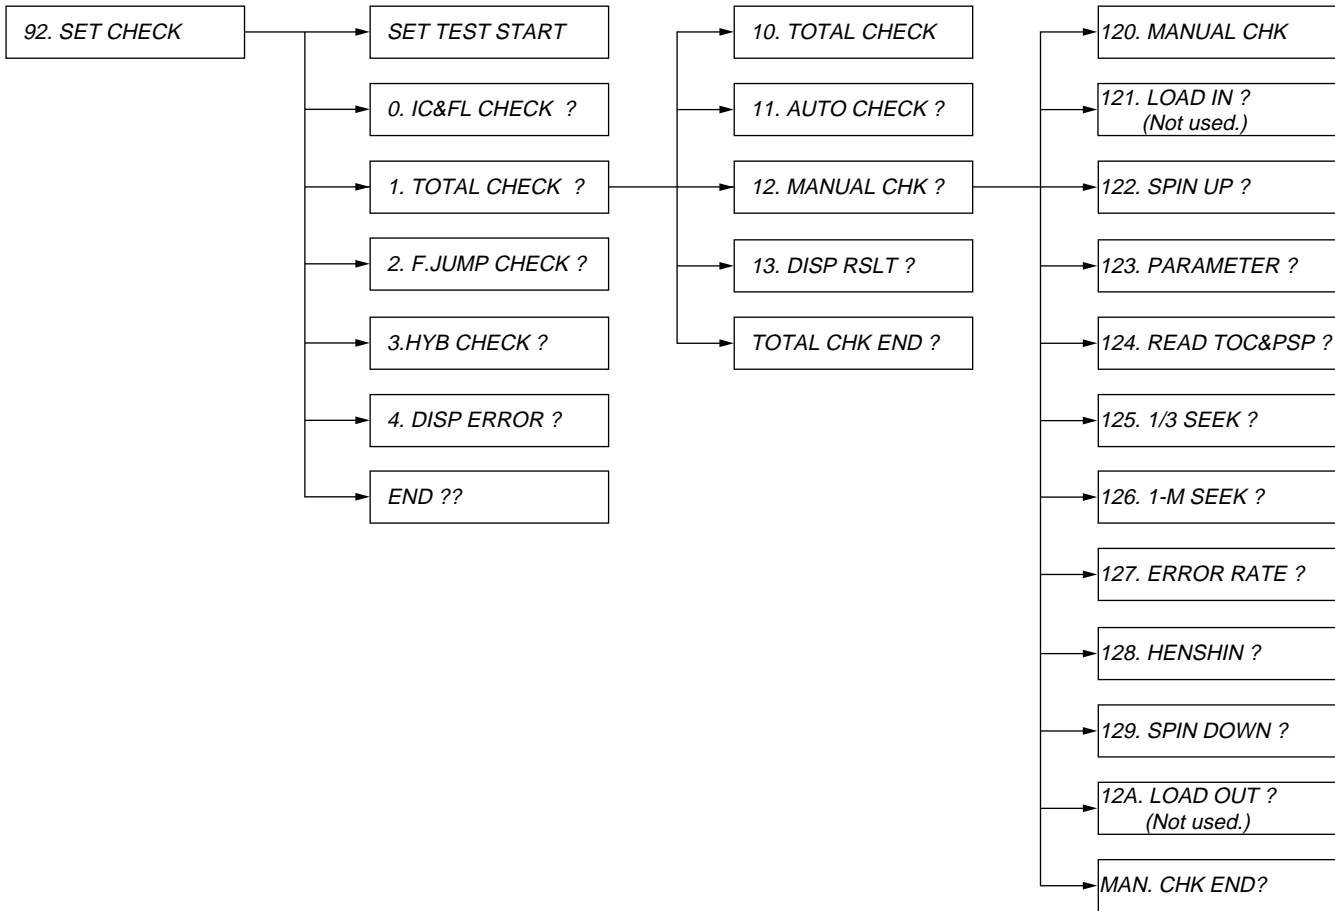 92. SET CHECK
SET TEST START
0. IC&FL CHECK ?
1. TOTAL CHECK ?
2. F.JUMP CHECK ?
3.HYB CHECK ?
4. DISP ERROR ?
END ??
10. TOTAL CHECK
11. AUTO CHECK ?
12. MANUAL CHK ?
13. DISP RSLT ?
TOTAL CHK END ?
120. MANUAL CHK
121. LOAD IN ?
(Not used.)
122. SPIN UP ?
123. PARAMETER ?
124. READ TOC&PSP ?
125. 1/3 SEEK ?
126. 1-M SEEK ?
127. ERROR RATE ?
128. HENSHIN ?
129. SPIN DOWN ?
12A. LOAD OUT ?
(Not used.)
MAN. CHK END?